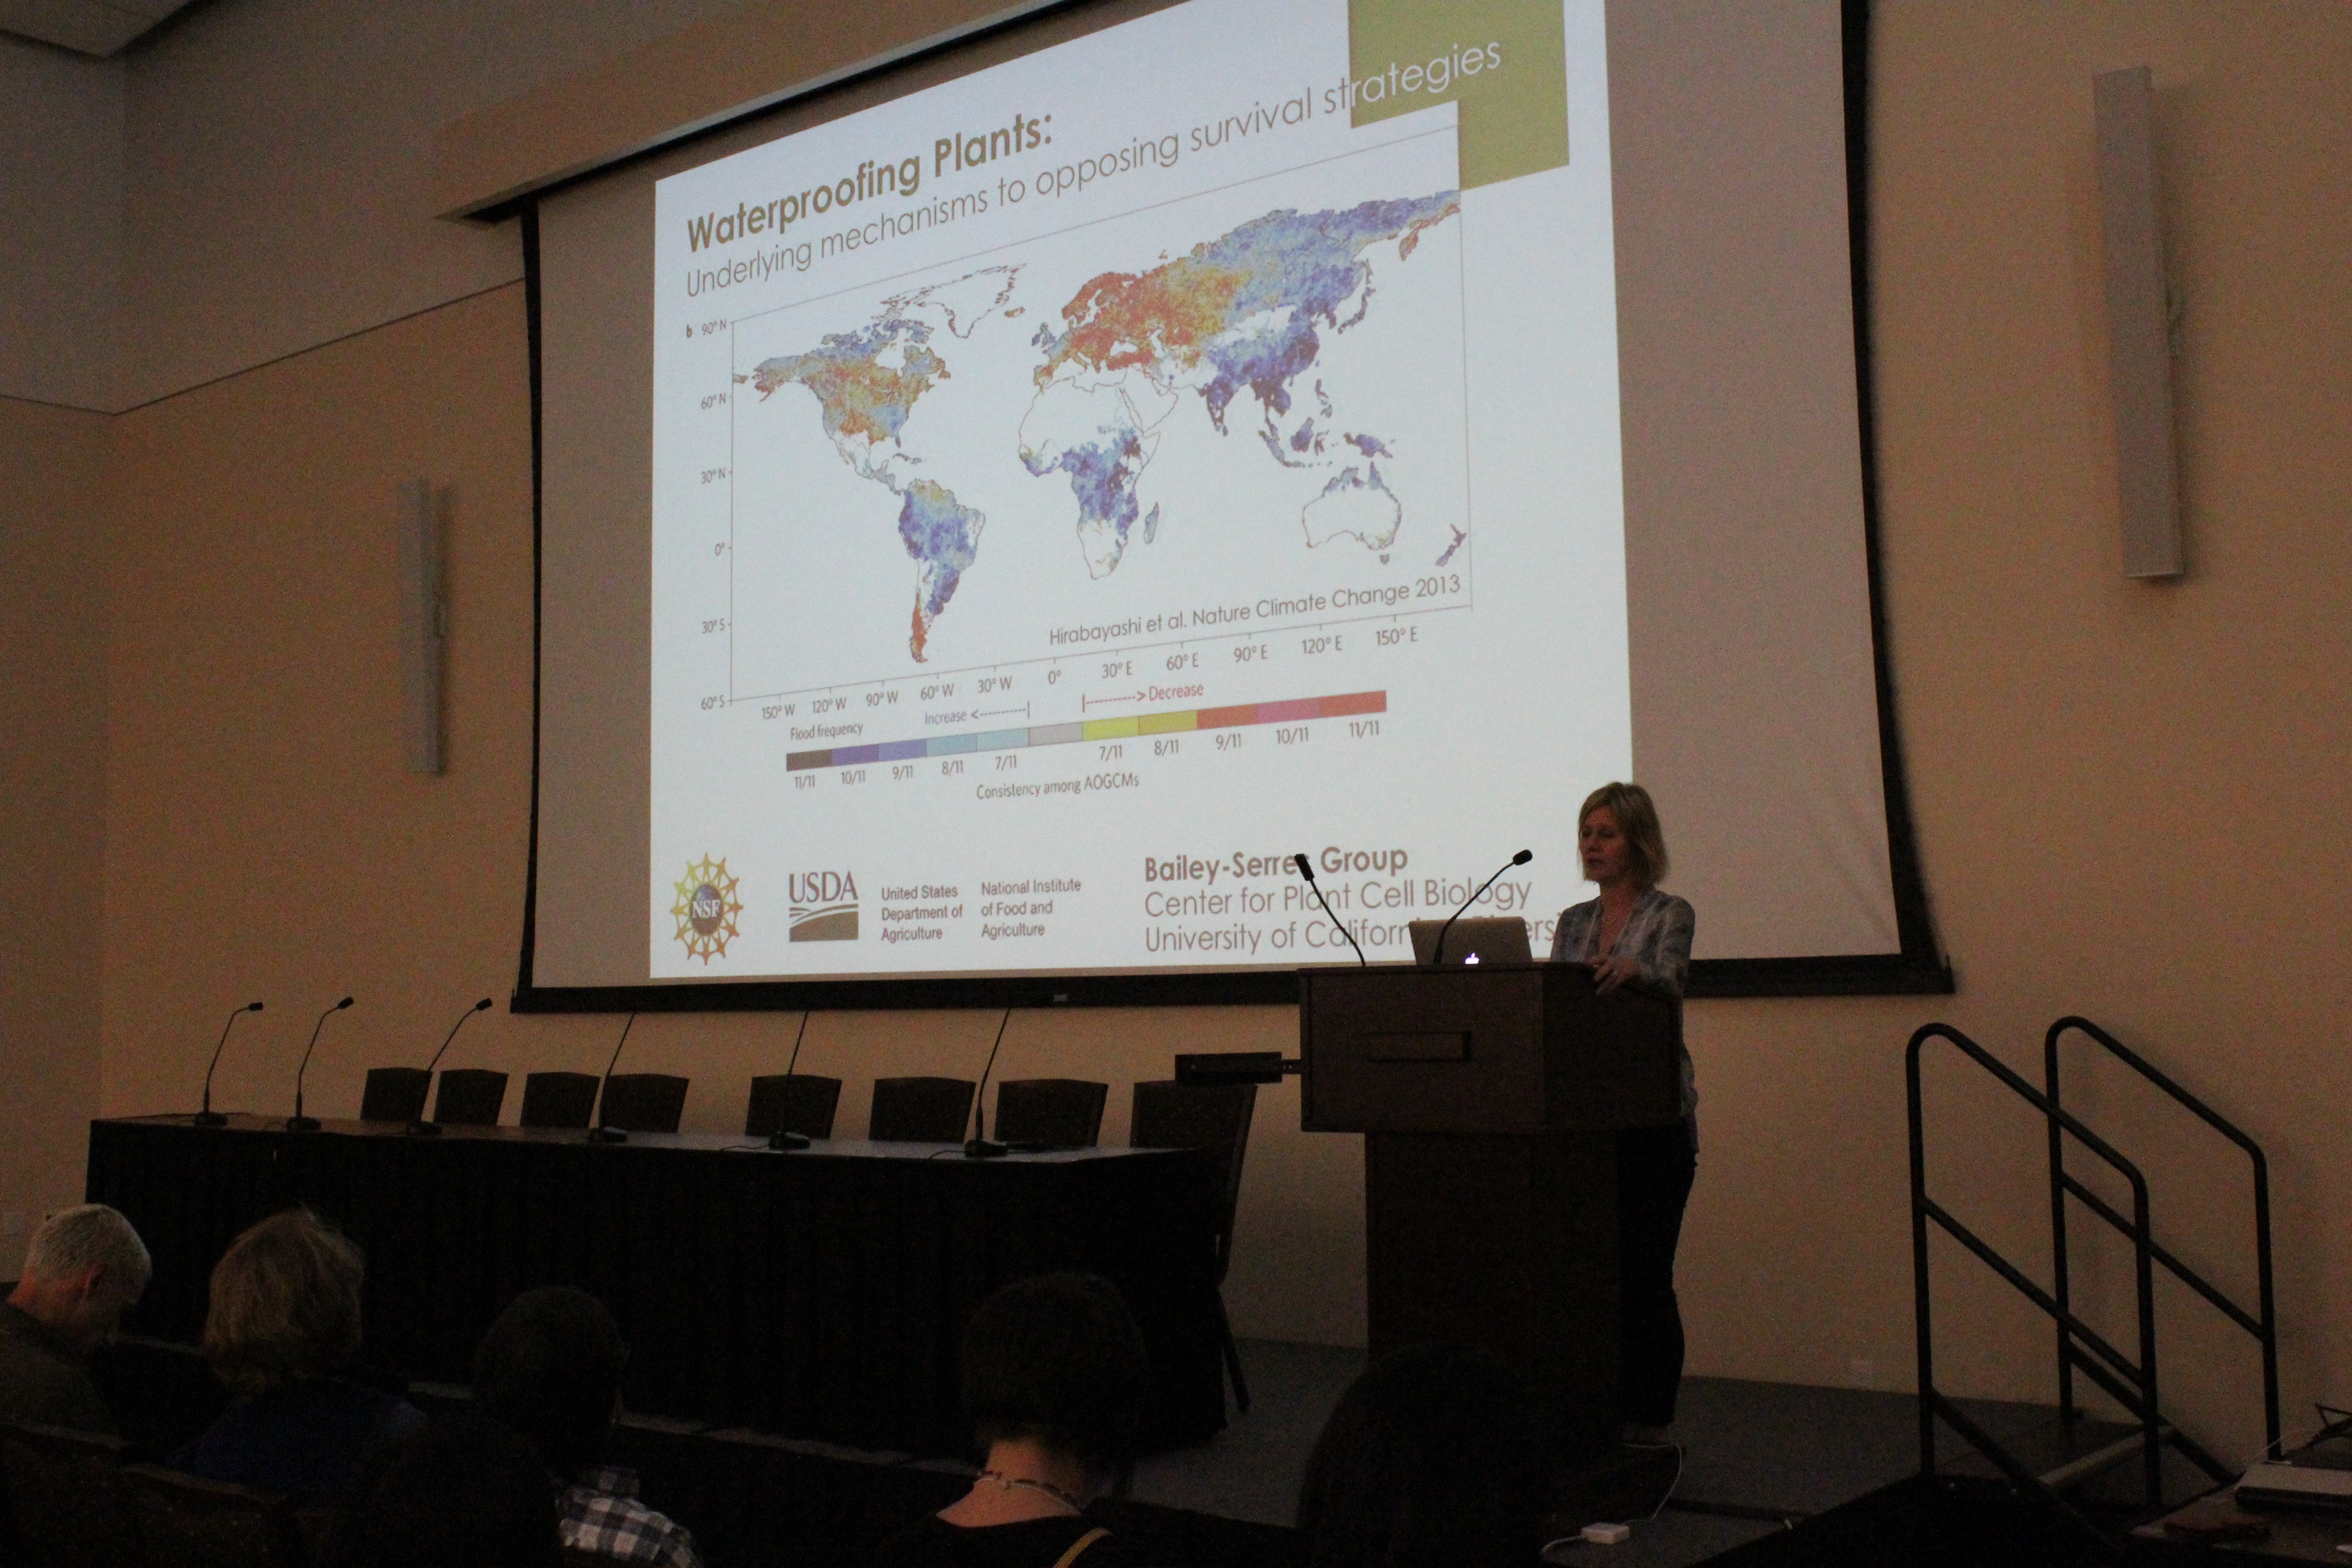 Waterproofing Plants:
Underlying mechanisms to opposing survival strategies
b
90° N
60° N
30° N
0°
30° S
60° S
Hirabayashi et al. Nature Climate Change 2013
150° W 120° W 90° W 60° W 30° W 0° 30° E 60° E 90° E 120° E 150° E
Flood frequency
Increase <----------|
|---------> Decrease
11/11 10/11 9/11 8/11 7/11 7/11 8/11 9/11 10/11 11/11
Consistency among AOGCMs
NSF
USDA
United States
Department of
Agriculture
National Institute
of Food and
Agriculture
Bailey-Serres Group
Center for Plant Cell Biology
University of